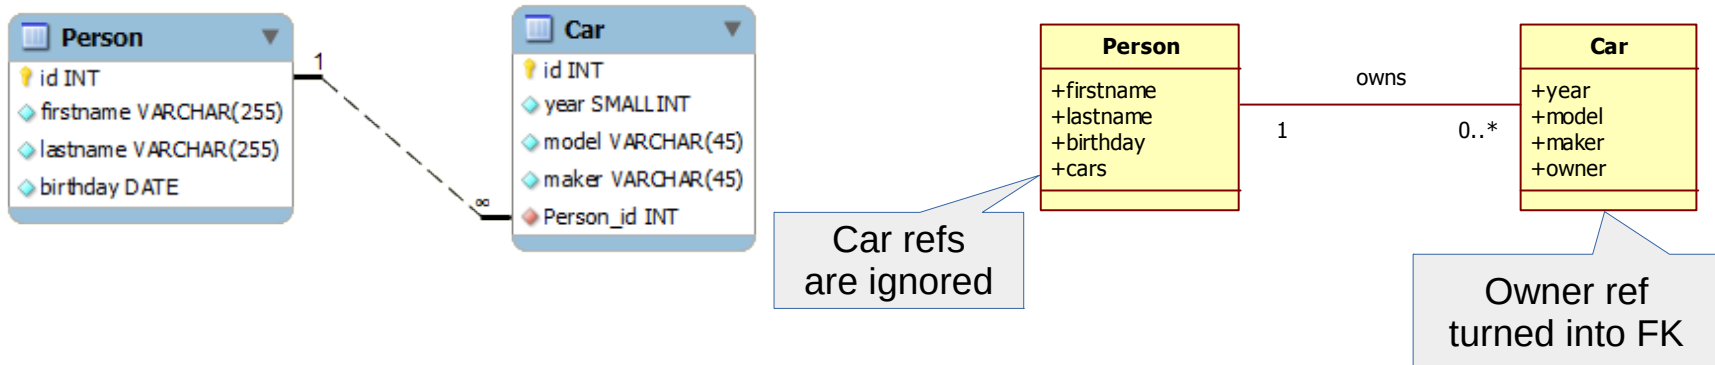 Person
id INT
firstname VARCHAR(255)
lastname VARCHAR(255)
birthday DATE
1
∞
Car
id INT
year SMALLINT
model VARCHAR(45)
maker VARCHAR(45)
Person_id INT
Person
+firstname
+lastname
+birthday
+cars
owns
1
0..*
Car
+year
+model
+maker
+owner
Car refs
are ignored
Owner ref
turned into FK